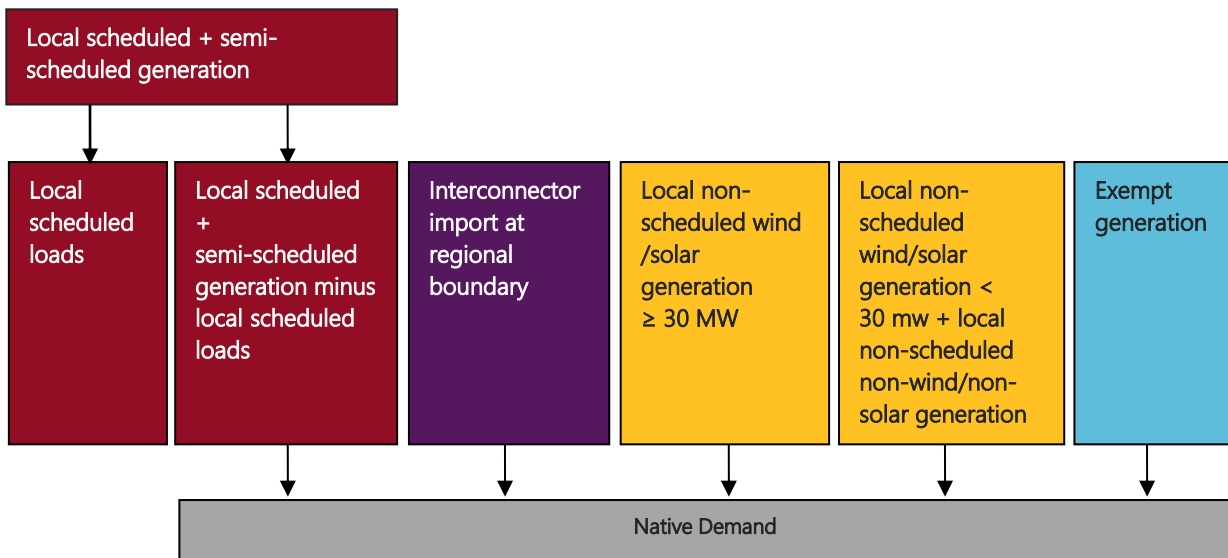 Local scheduled + semi-
scheduled generation
Local
scheduled
loads
Local scheduled
+
semi-scheduled
generation minus
local scheduled
loads
Interconnector
import at
regional
boundary
Local non-
scheduled wind
/solar
generation
≥ 30 MW
Local non-
scheduled
wind/solar
generation <
30 mw + local
non-scheduled
non-wind/non-
solar generation
Exempt
generation
Native Demand